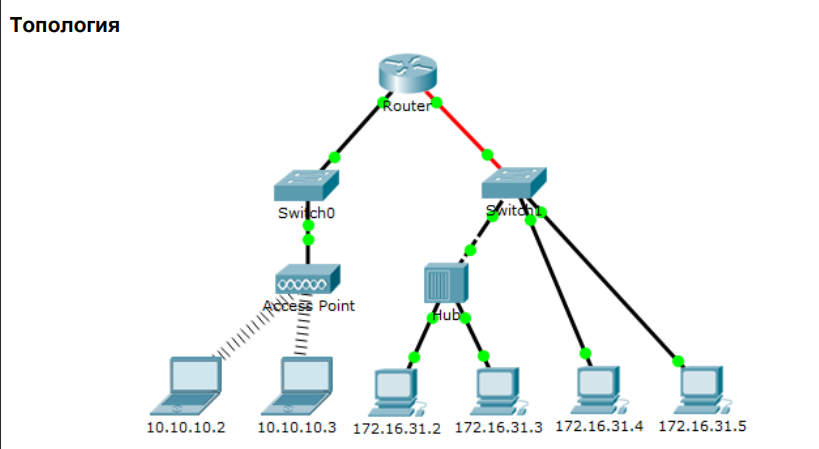 Топология
Router
Switch0
Switch1
Access Point
Hub
10.10.10.2
10.10.10.3
172.16.31.2
172.16.31.3
172.16.31.4
172.16.31.5